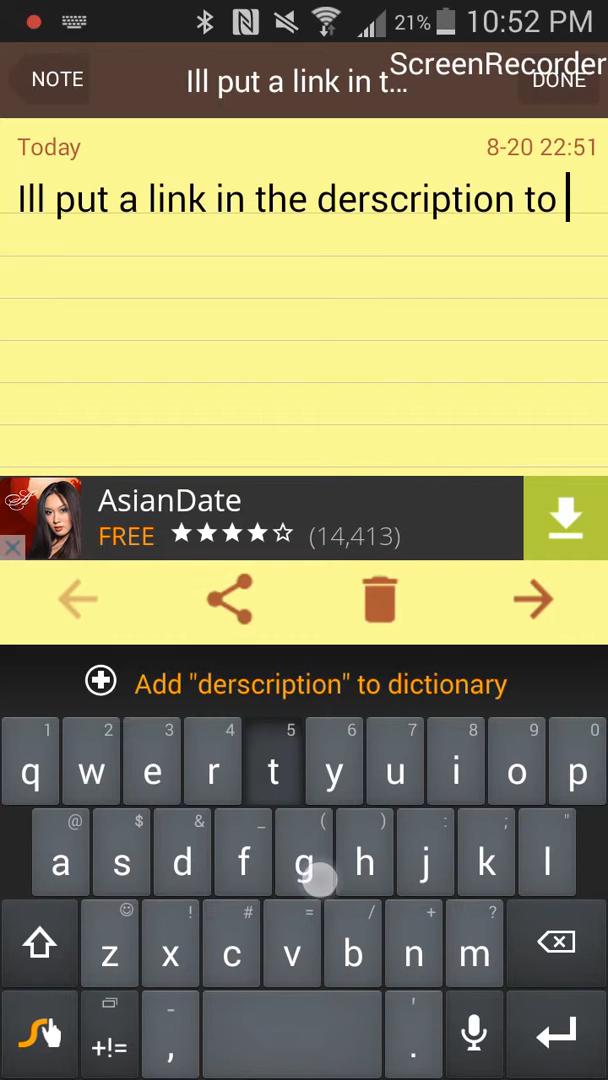 21% 10:52 PM
ScreenRecorder
NOTE Ill put a link in t... DONE
Today 8-20 22:51
Ill put a link in the derscription to
AsianDate
FREE ★★★★☆ (14,413)
Add "derscription" to dictionary
1 2 3 4 5 6 7 8 9 0
q w e r t y u i o p
@ $ & _ ( ) : ; "
a s d f g h j k l
! # = / + ?
z x c v b n m
+!= , - . '